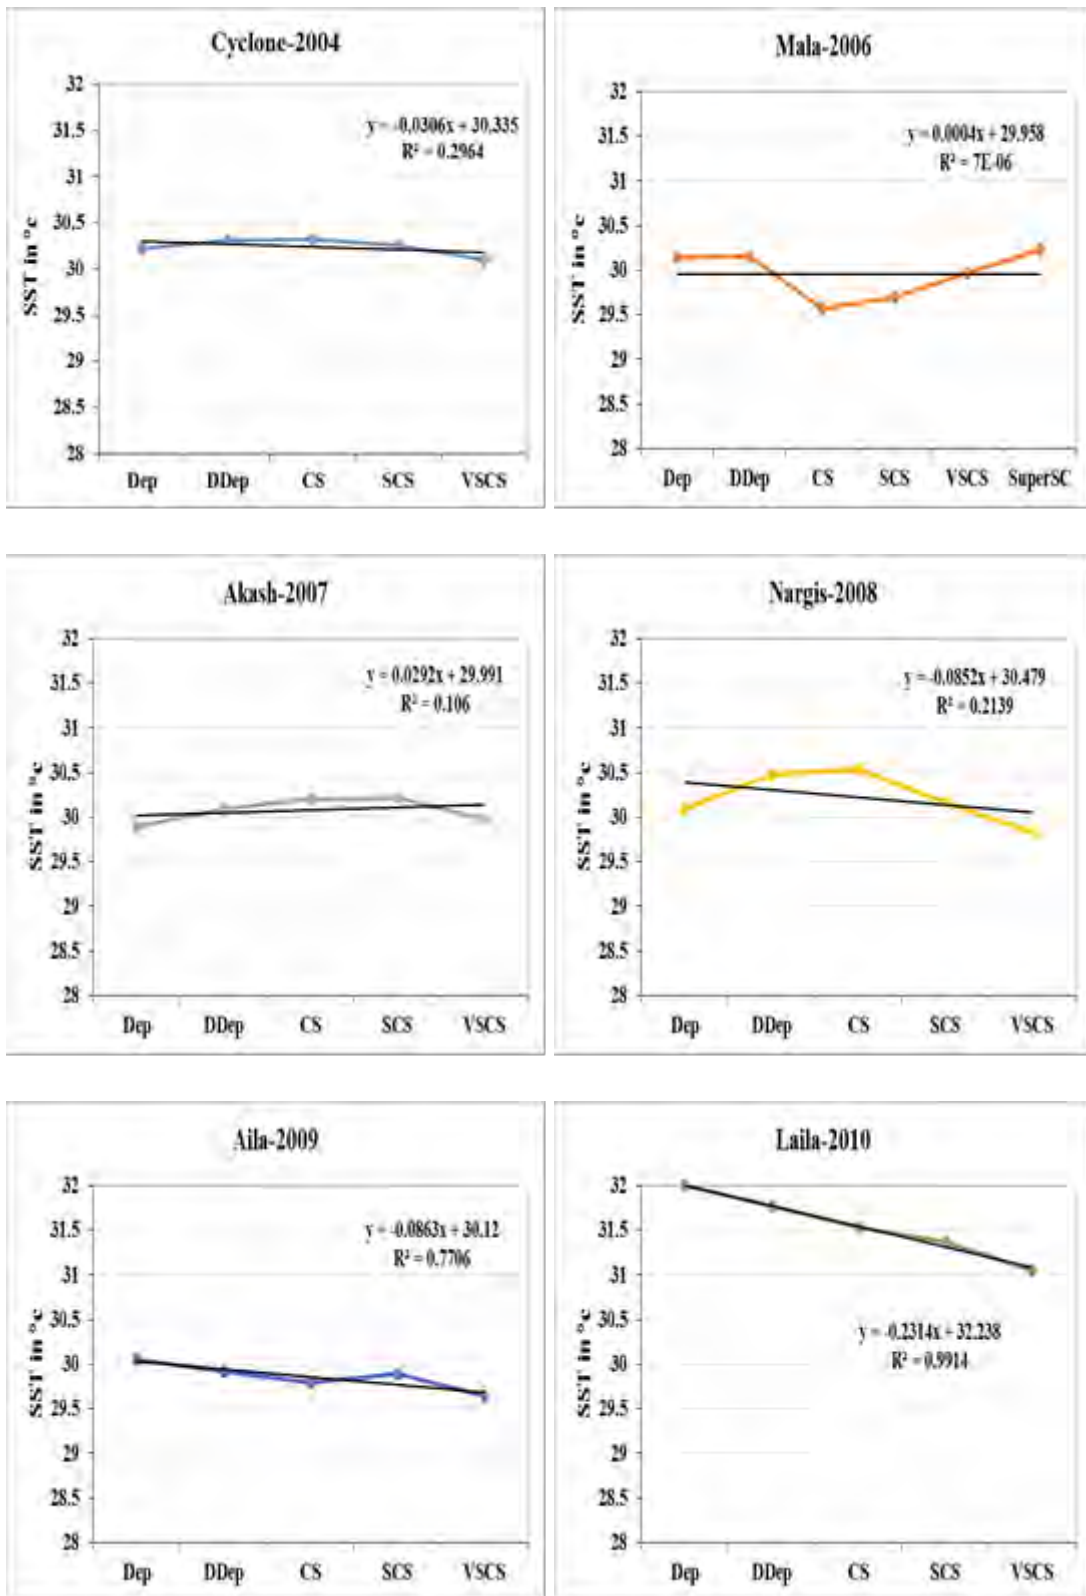 Cyclone-2004
32
y = -0.0306x + 30.335
31.5
R² = 0.2964
31
30.5
30
29.5
29
28.5
28
SST in °c
Dep DDep CS SCS VSCS
Mala-2006
32
31.5
y = 0.0004x + 29.958
R² = 7E-06
31
30.5
30
29.5
29
28.5
28
SST in °c
Dep DDep CS SCS VSCS SuperSC
Akash-2007
32
y = 0.0292x + 29.991
31.5
R² = 0.106
31
30.5
30
29.5
29
28.5
28
SST in °c
Dep DDep CS SCS VSCS
Nargis-2008
32
y = -0.0852x + 30.479
31.5
R² = 0.2139
31
30.5
30
29.5
29
28.5
28
SST in °c
Dep DDep CS SCS VSCS
Aila-2009
32
31.5
y = -0.0863x + 30.12
R² = 0.7706
31
30.5
30
29.5
29
28.5
28
SST in °c
Dep DDep CS SCS VSCS
Laila-2010
32
31.5
31
30.5
y = -0.2314x + 32.238
R² = 0.9914
30
29.5
29
28.5
28
SST in °c
Dep DDep CS SCS VSCS